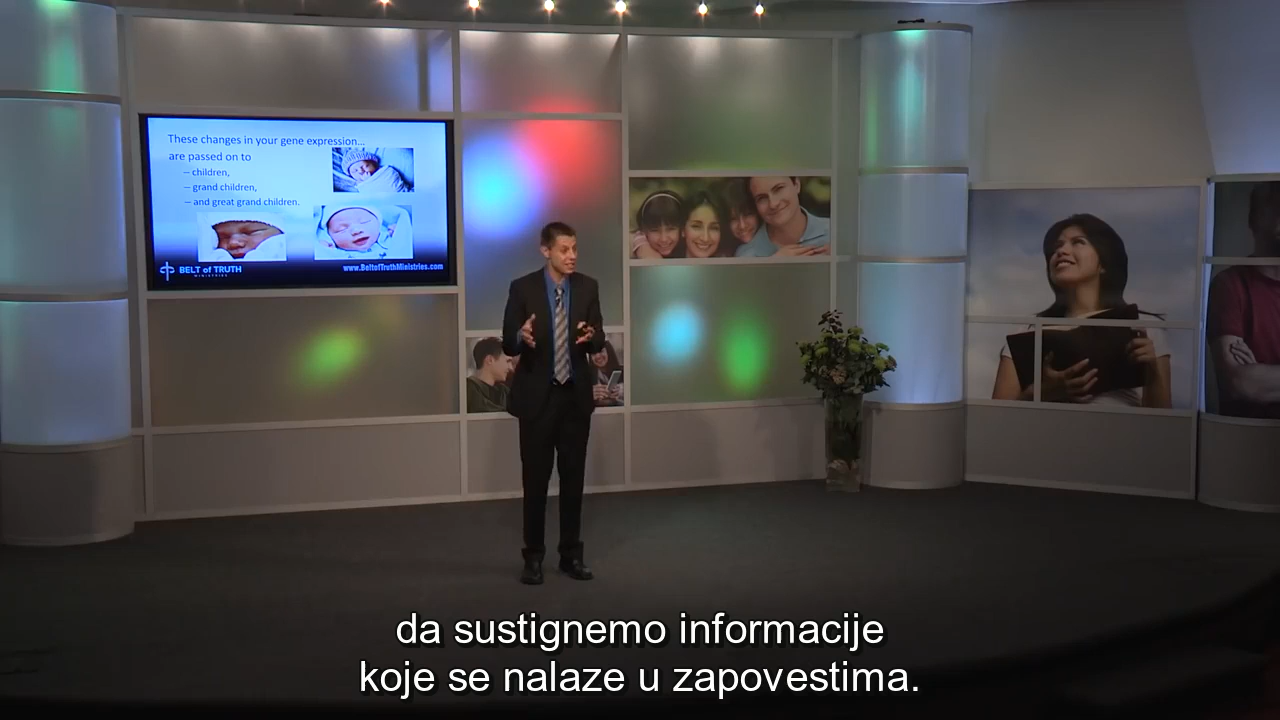 These changes in your gene expression...
are passed on to
– children,
– grand children,
– and great grand children.
BELT of TRUTH
MINISTRIES
www.BeltofTruthMinistries.com
da sustignemo informacije
koje se nalaze u zapovestima.